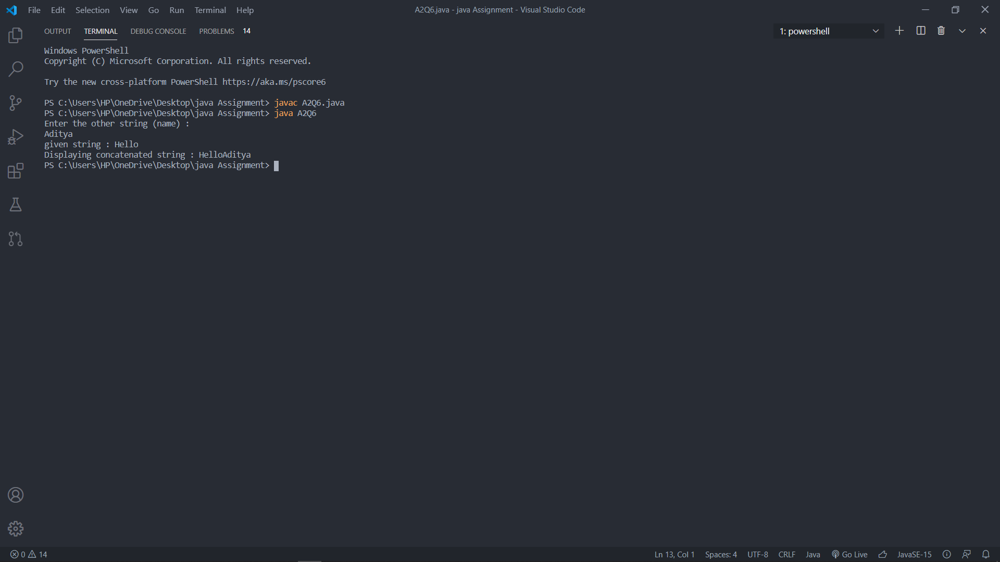 File Edit Selection View Go Run Terminal Help
A2Q6.java - java Assignment - Visual Studio Code
OUTPUT TERMINAL DEBUG CONSOLE PROBLEMS 14
1: powershell
Windows PowerShell
Copyright (C) Microsoft Corporation. All rights reserved.
Try the new cross-platform PowerShell https://aka.ms/pscore6
PS C:\Users\HP\OneDrive\Desktop\java Assignment> javac A2Q6.java
PS C:\Users\HP\OneDrive\Desktop\java Assignment> java A2Q6
Enter the other string (name) :
Aditya
given string : Hello
Displaying concatenated string : HelloAditya
PS C:\Users\HP\OneDrive\Desktop\java Assignment>
0 14
Ln 13, Col 1 Spaces: 4 UTF-8 CRLF Java Go Live JavaSE-15